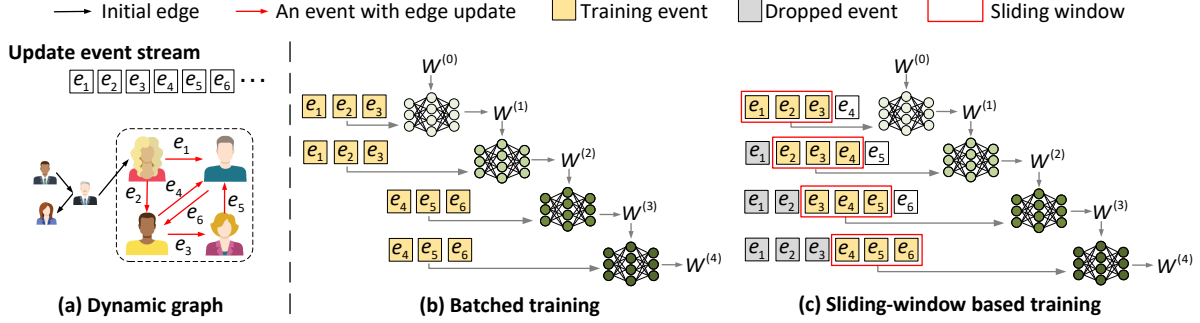 Initial edge An event with edge update Training event Dropped event Sliding window
Update event stream
e1 e2 e3 e4 e5 e6 ...
e1
e2 e4 e6 e5
e3
(a) Dynamic graph
W(0)
e1 e2 e3 W(1)
e1 e2 e3 W(2)
e4 e5 e6 W(3)
e4 e5 e6 W(4)
(b) Batched training
W(0)
e1 e2 e3 e4 W(1)
e1 e2 e3 e4 e5 W(2)
e1 e2 e3 e4 e5 e6 W(3)
e1 e2 e3 e4 e5 e6 W(4)
(c) Sliding-window based training